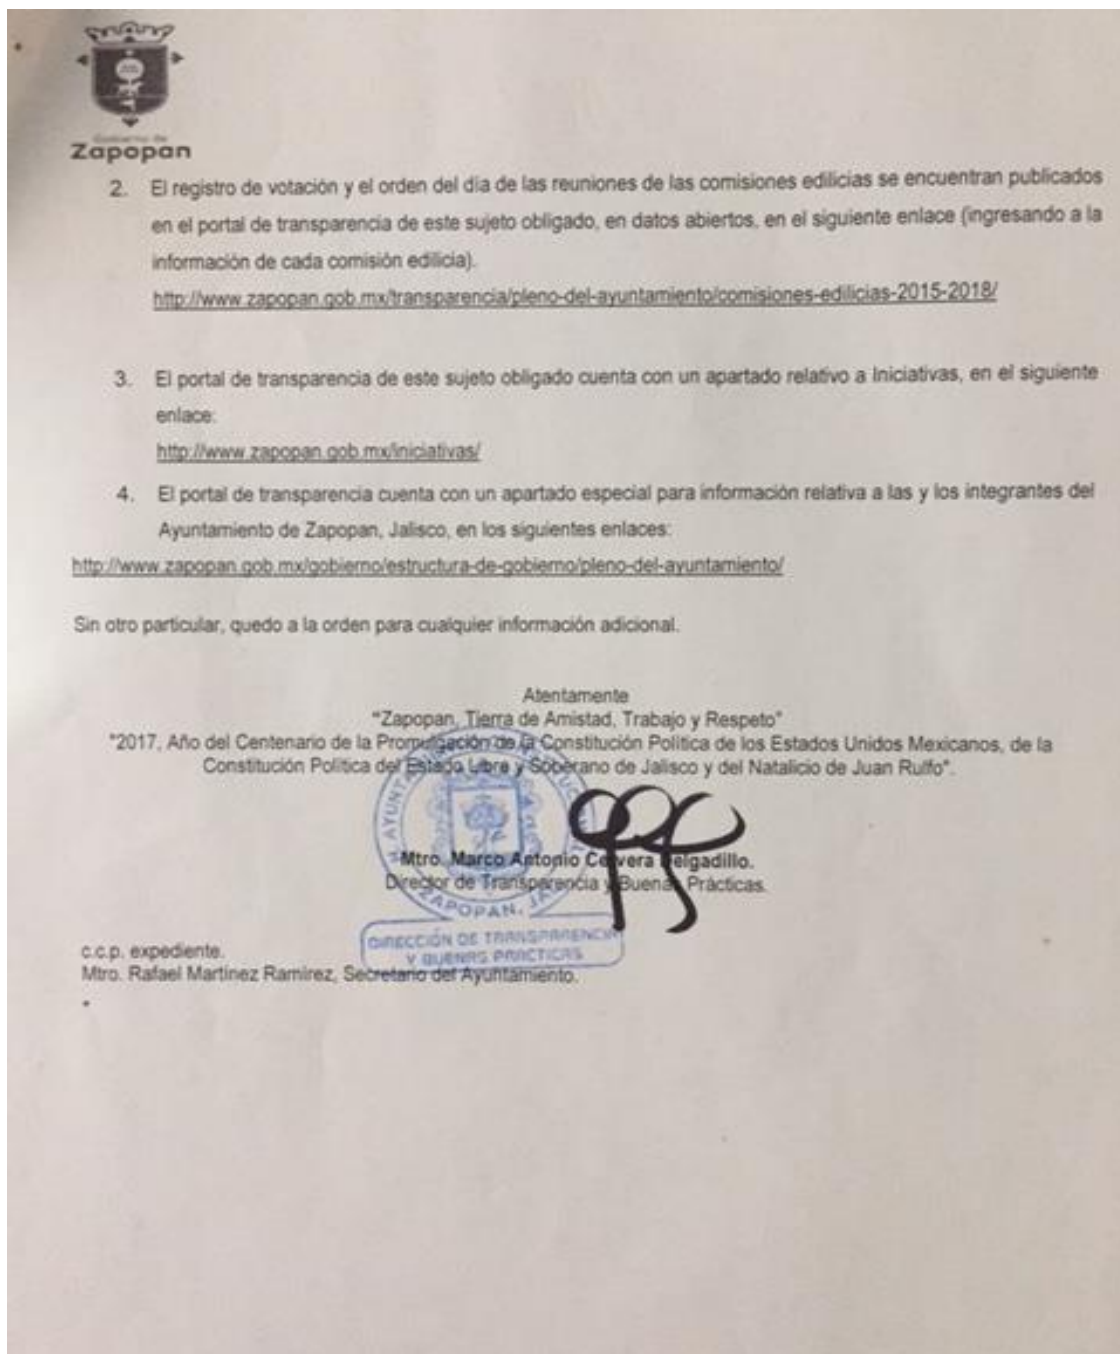 Gobierno de
Zapopan
2. El registro de votación y el orden del día de las reuniones de las comisiones edilicias se encuentran publicados
en el portal de transparencia de este sujeto obligado, en datos abiertos, en el siguiente enlace (ingresando a la
información de cada comisión edilicia).
http://www.zapopan.gob.mx/transparencia/pleno-del-ayuntamiento/comisiones-edilicias-2015-2018/
3. El portal de transparencia de este sujeto obligado cuenta con un apartado relativo a Iniciativas, en el siguiente
enlace:
http://www.zapopan.gob.mx/iniciativas/
4. El portal de transparencia cuenta con un apartado especial para información relativa a las y los integrantes del
Ayuntamiento de Zapopan, Jalisco, en los siguientes enlaces:
http://www.zapopan.gob.mx/gobierno/estructura-de-gobierno/pleno-del-ayuntamiento/
Sin otro particular, quedo a la orden para cualquier información adicional.
Atentamente
"Zapopan, Tierra de Amistad, Trabajo y Respeto"
"2017, Año del Centenario de la Promulgación de la Constitución Política de los Estados Unidos Mexicanos, de la
Constitución Política del Estado Libre y Soberano de Jalisco y del Natalicio de Juan Rulfo".
Mtro. Marco Antonio Cervera Delgadillo.
Director de Transparencia y Buenas Prácticas.
ZAPOPAN, JAL
DIRECCIÓN DE TRANSPARENCIA
Y BUENAS PRÁCTICAS
c.c.p. expediente.
Mtro. Rafael Martínez Ramírez, Secretario del Ayuntamiento.